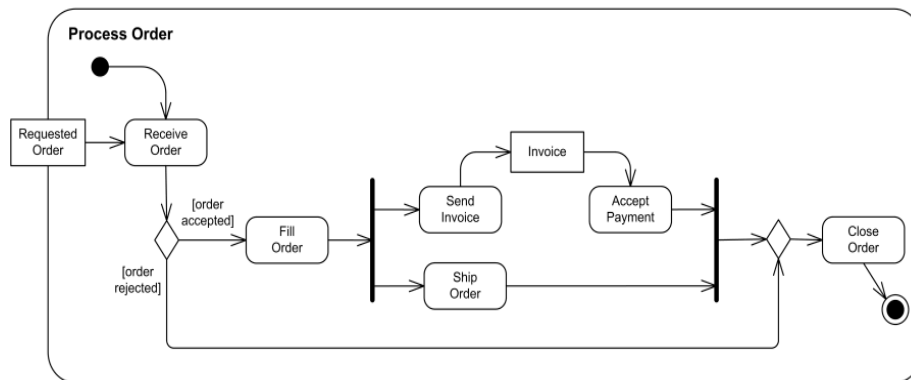 Process Order
Requested
Order
Receive
Order
[order
accepted]
[order
rejected]
Fill
Order
Send
Invoice
Invoice
Accept
Payment
Ship
Order
Close
Order